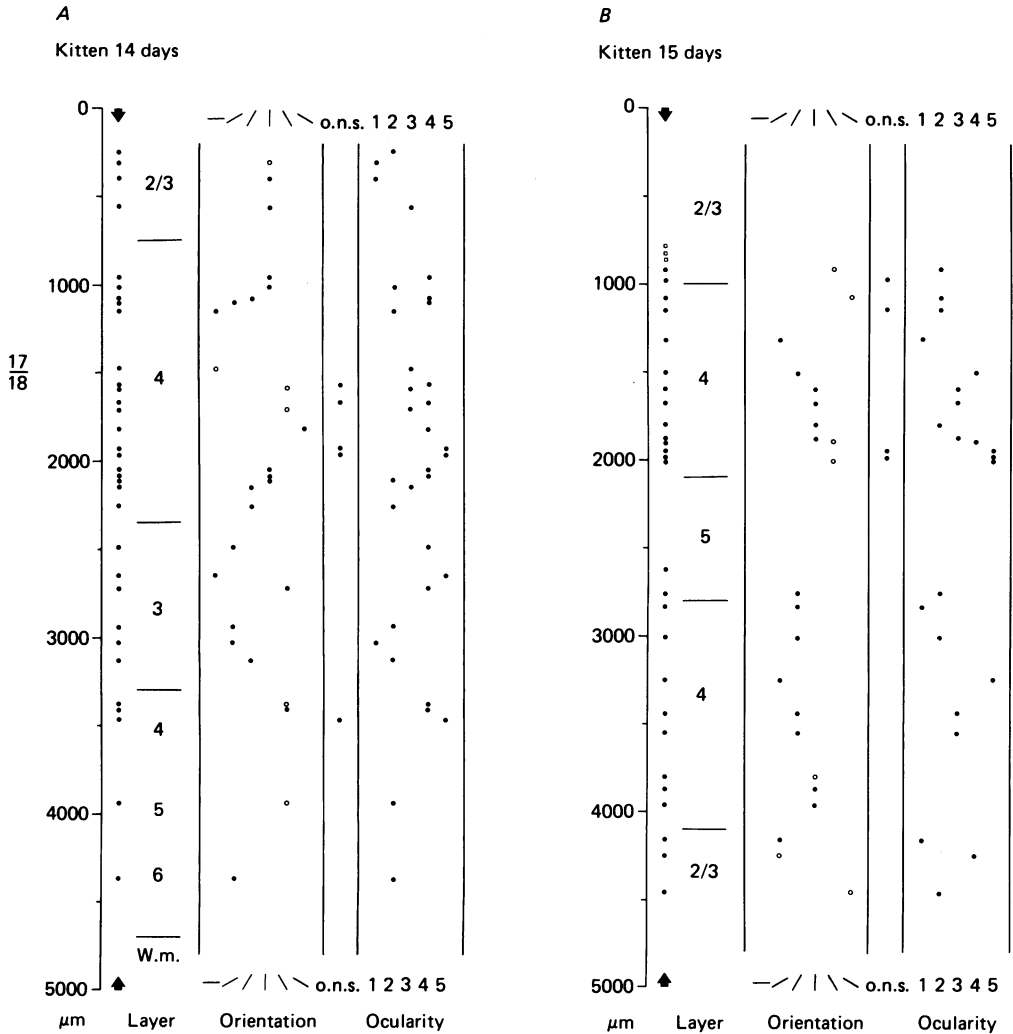 A
Kitten 14 days
0
o.n.s. 1 2 3 4 5
2/3
1000
17
18
4
2000
3
3000
4
5
4000
6
W.m.
5000
o.n.s. 1 2 3 4 5
µm Layer Orientation Ocularity
B
Kitten 15 days
0
o.n.s. 1 2 3 4 5
2/3
1000
4
2000
5
3000
4
4000
2/3
5000
o.n.s. 1 2 3 4 5
µm Layer Orientation Ocularity